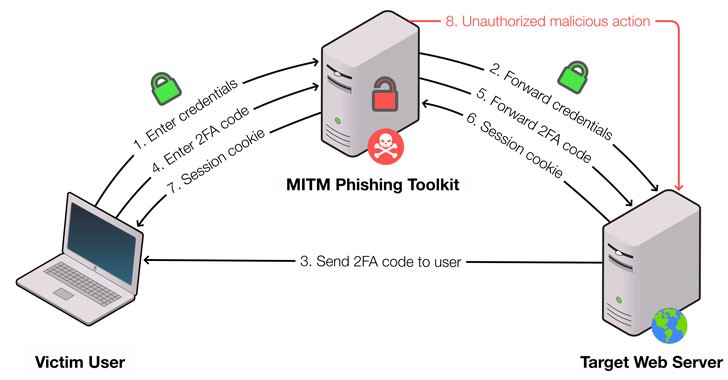 8. Unauthorized malicious action
1. Enter credentials
4. Enter 2FA code
7. Session cookie
2. Forward credentials
5. Forward 2FA code
6. Session cookie
MITM Phishing Toolkit
3. Send 2FA code to user
Victim User
Target Web Server